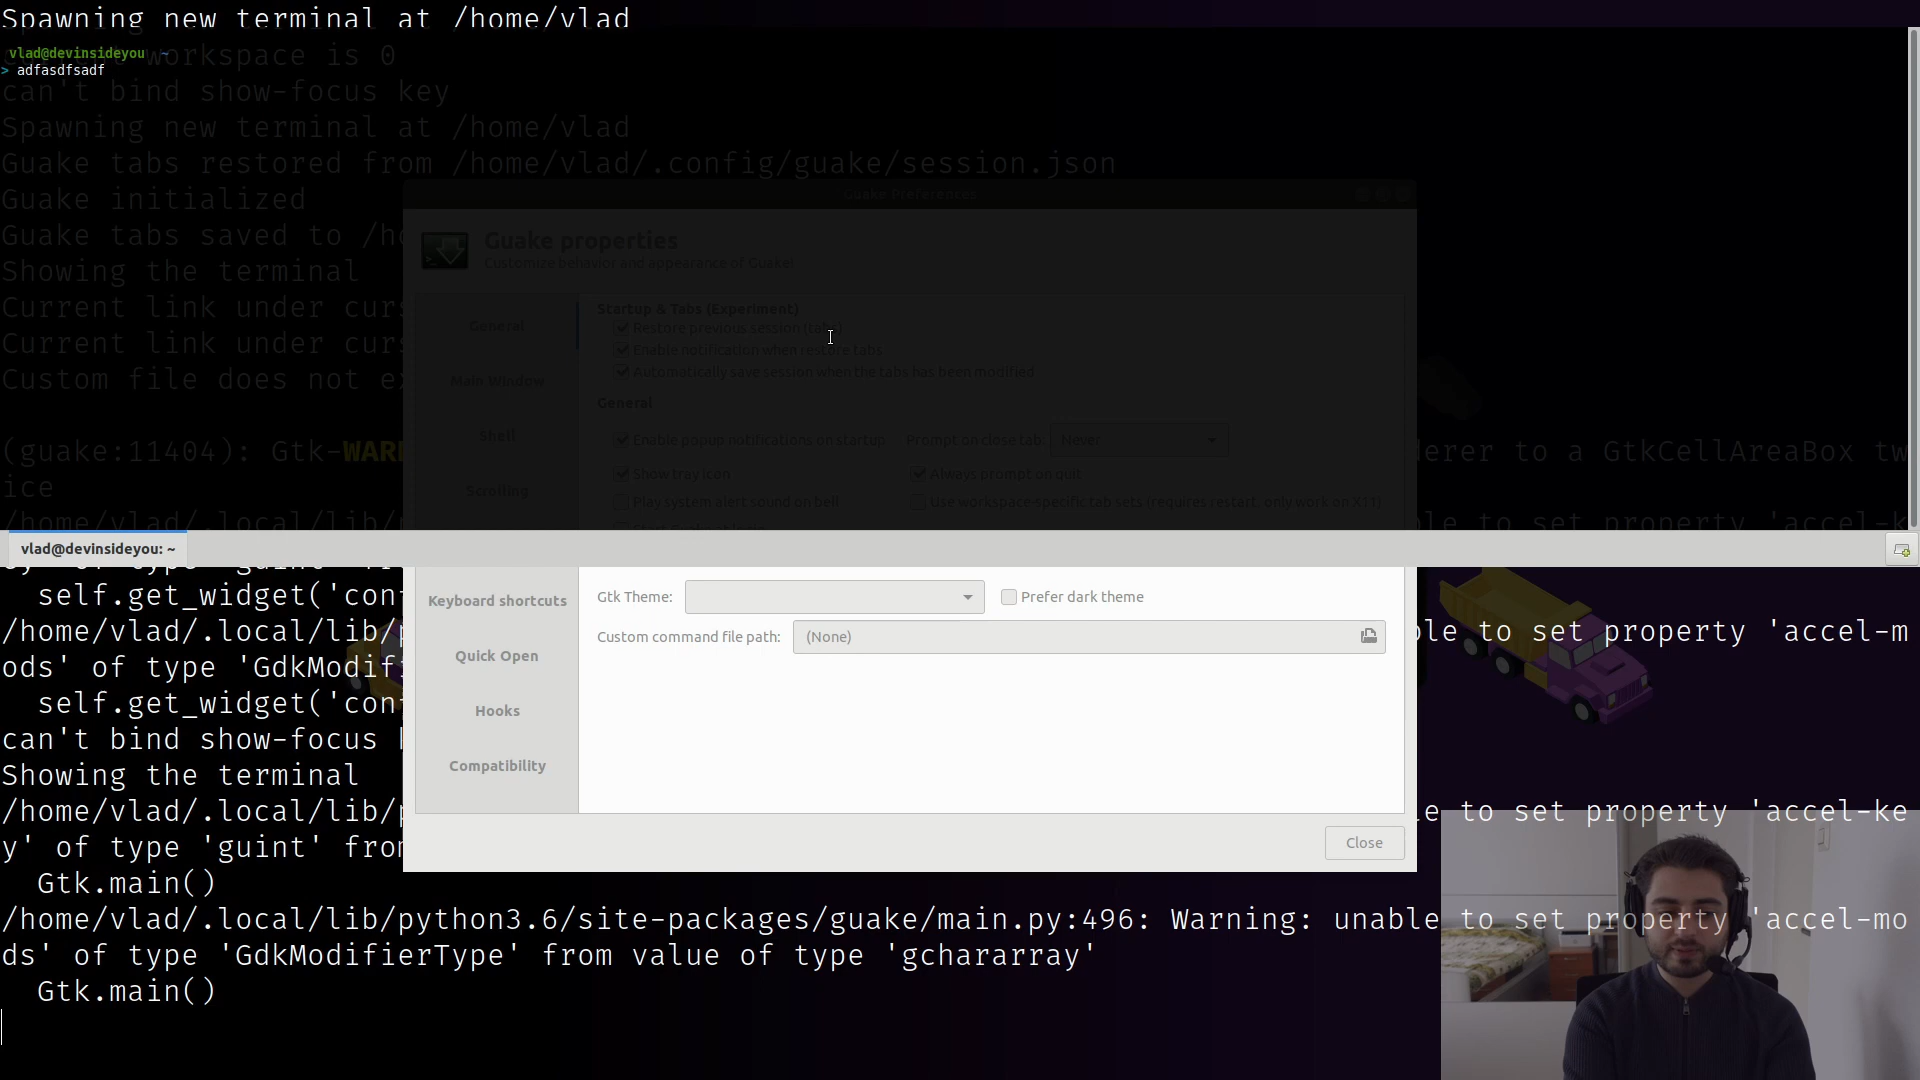 Spawning new terminal at /home/vlad
vlad@devinsideyou ~
workspace is 0
> adfasdfsadf
can't bind show-focus key
Spawning new terminal at /home/vlad
Guake tabs restored from /home/vlad/.config/guake/session.json
Guake initialized
Guake Preferences
Guake tabs saved to /ho
Guake properties
Customize behavior and appearance of Guake!
Showing the terminal
Current link under curs
Current link under curs
Custom file does not ex
General
Main Window
Shell
Scrolling
Startup & Tabs (Experiment)
Restore previous session (tabs)
Enable notification when restore tabs
Automatically save session when the tabs has been modified
General
Enable popup notifications on startup
Prompt on close tab: Never
Show tray icon
Always prompt on quit
Play system alert sound on bell
Use workspace-specific tab sets (requires restart, only work on X11)
(guake:11404): Gtk-WAR
derer to a GtkCellAreaBox tw
ice
/home/vlad/.local/lib/p
le to set property 'accel-k
vlad@devinsideyou: ~
self.get_widget('conf
/home/vlad/.local/lib/p
ble to set property 'accel-m
ods' of type 'GdkModifi
self.get_widget('conf
can't bind show-focus
Showing the terminal
/home/vlad/.local/lib/p
le to set property 'accel-ke
y' of type 'guint' from
Gtk.main()
/home/vlad/.local/lib/python3.6/site-packages/guake/main.py:496: Warning: unable to set property 'accel-mo
ds' of type 'GdkModifierType' from value of type 'gchararray'
Gtk.main()
Keyboard shortcuts
Quick Open
Hooks
Compatibility
Gtk Theme:
Prefer dark theme
Custom command file path: (None)
Close